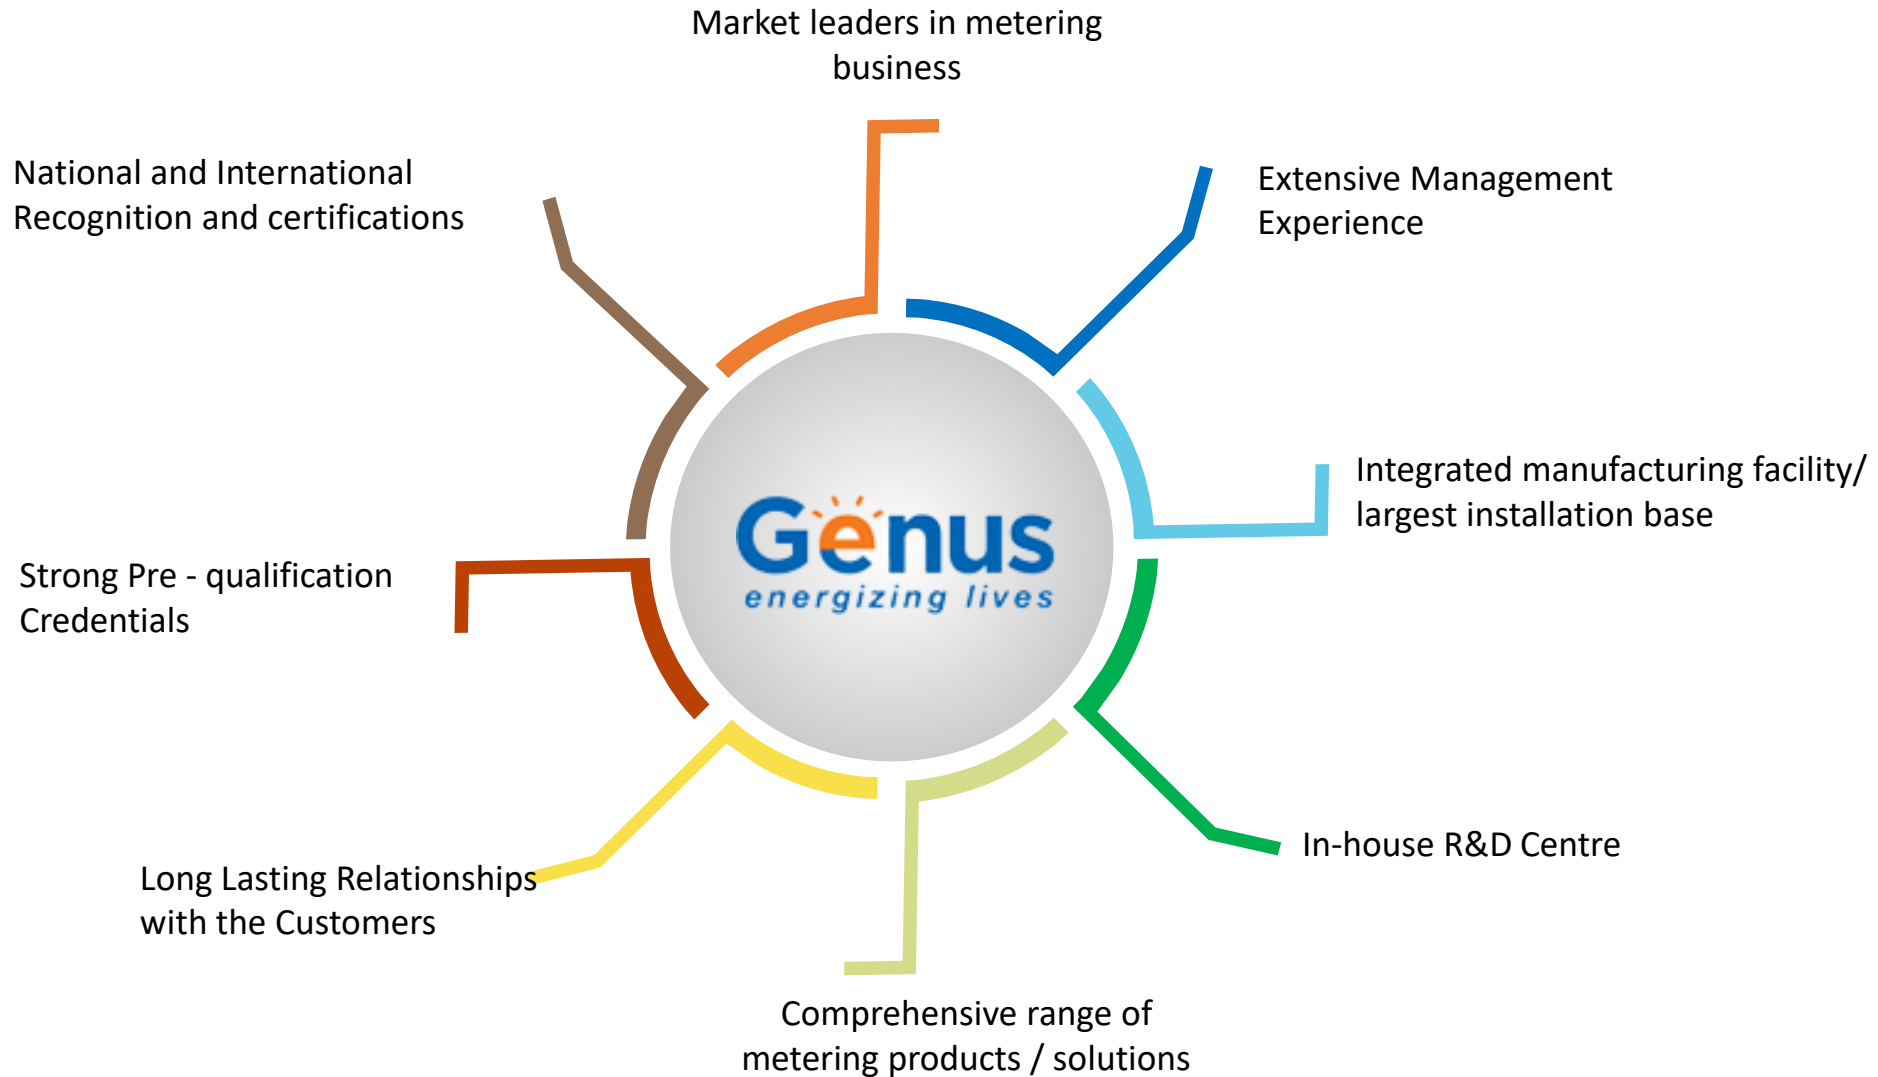 Market leaders in metering
business
National and International
Recognition and certifications
Extensive Management
Experience
Integrated manufacturing facility/
largest installation base
Genus
energizing lives
Strong Pre - qualification
Credentials
In-house R&D Centre
Long Lasting Relationships
with the Customers
Comprehensive range of
metering products / solutions